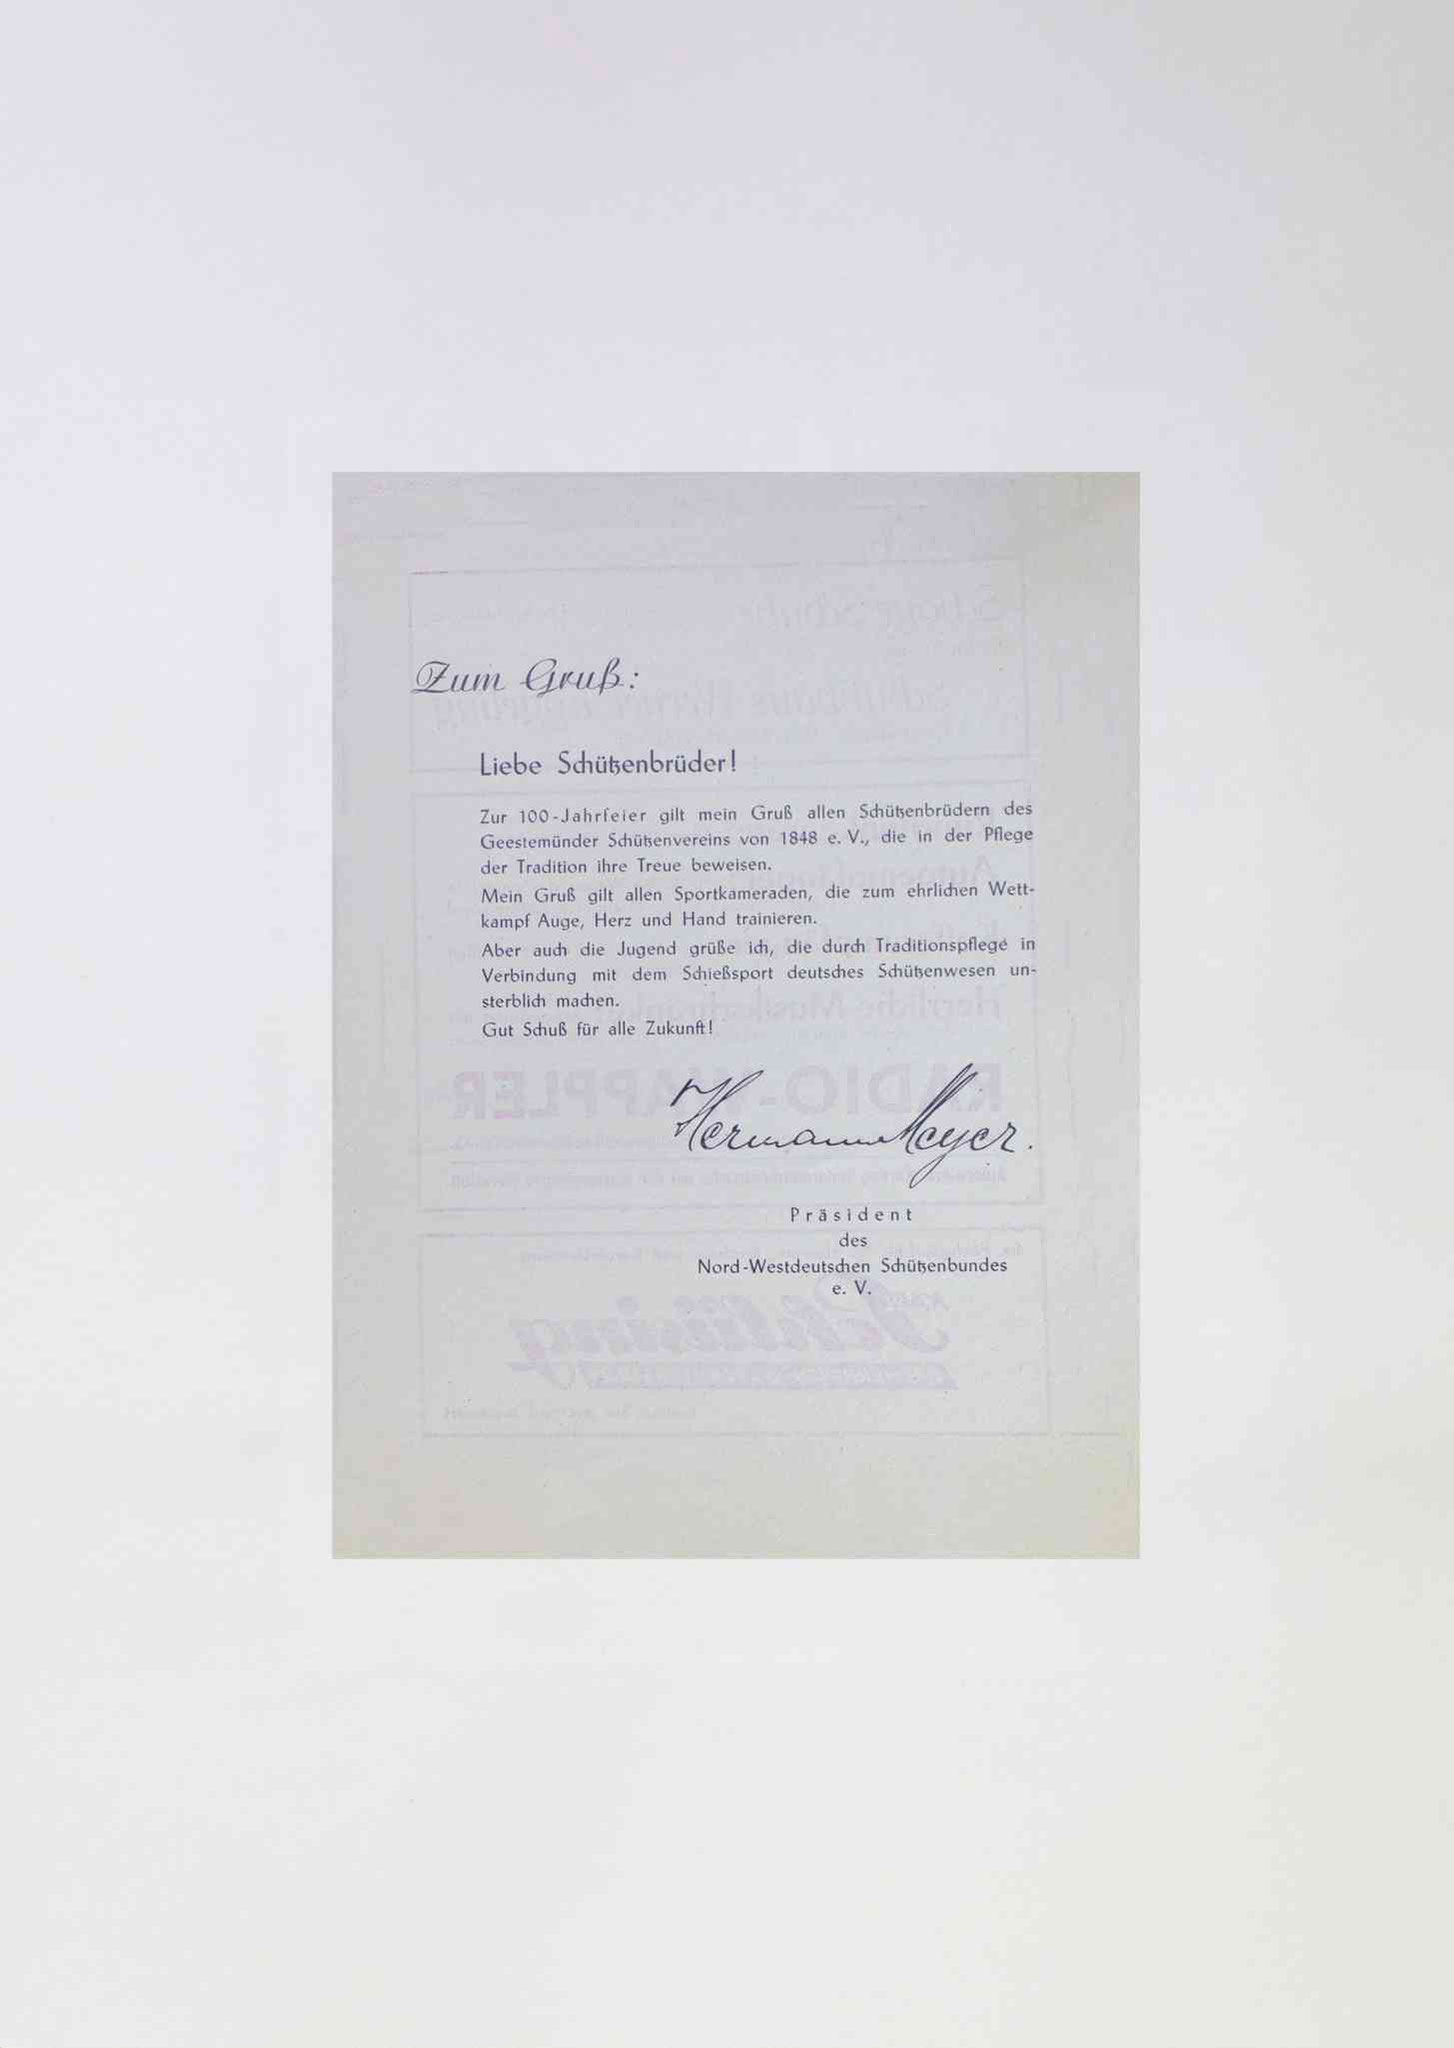 Zum Gruß:
Liebe Schützenbrüder!
Zur 100-Jahrfeier gilt mein Gruß allen Schützenbrüdern des
Geestemünder Schützenvereins von 1848 e. V., die in der Pflege
der Tradition ihre Treue beweisen.
Mein Gruß gilt allen Sportkameraden, die zum ehrlichen Wett-
kampf Auge, Herz und Hand trainieren.
Aber auch die Jugend grüße ich, die durch Traditionspflege in
Verbindung mit dem Schießsport deutsches Schützenwesen un-
sterblich machen.
Gut Schuß für alle Zukunft!
Hermann Meyer.
Präsident
des
Nord-Westdeutschen Schützenbundes
e. V.